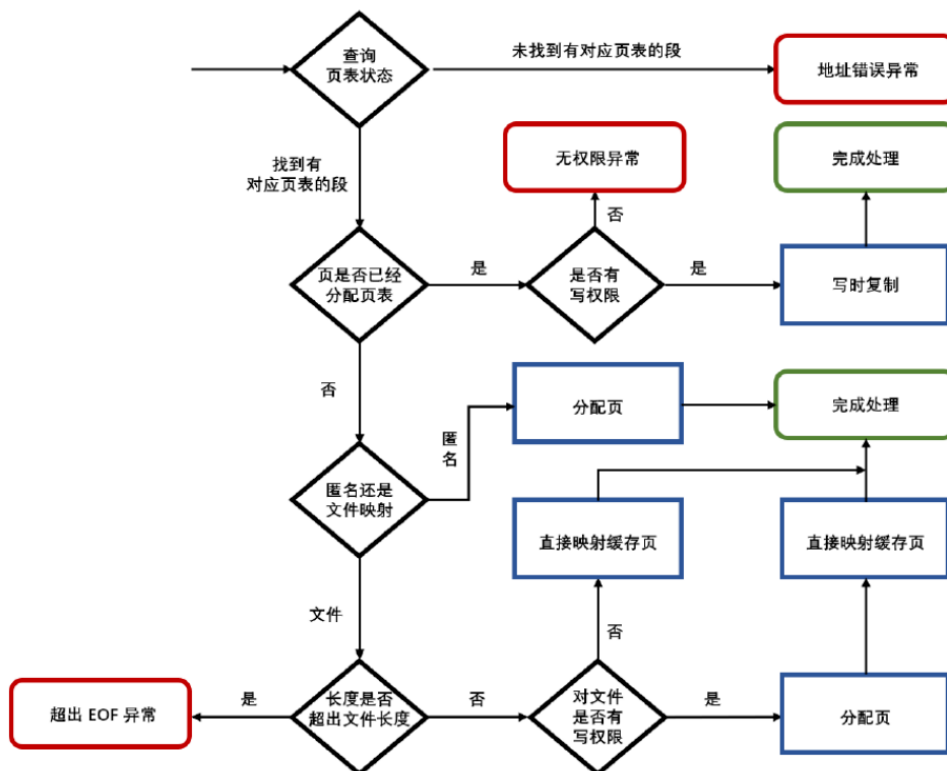 查询
页表状态
未找到有对应页表的段
地址错误异常
找到有
对应页表的段
无权限异常
完成处理
否
页是否已经
分配页表
是
是否有
写权限
是
写时复制
否
匿
名
分配页
完成处理
匿名还是
文件映射
直接映射缓存页
直接映射缓存页
文件
否
超出 EOF 异常
是
长度是否
超出文件长度
否
对文件
是否有
写权限
是
分配页